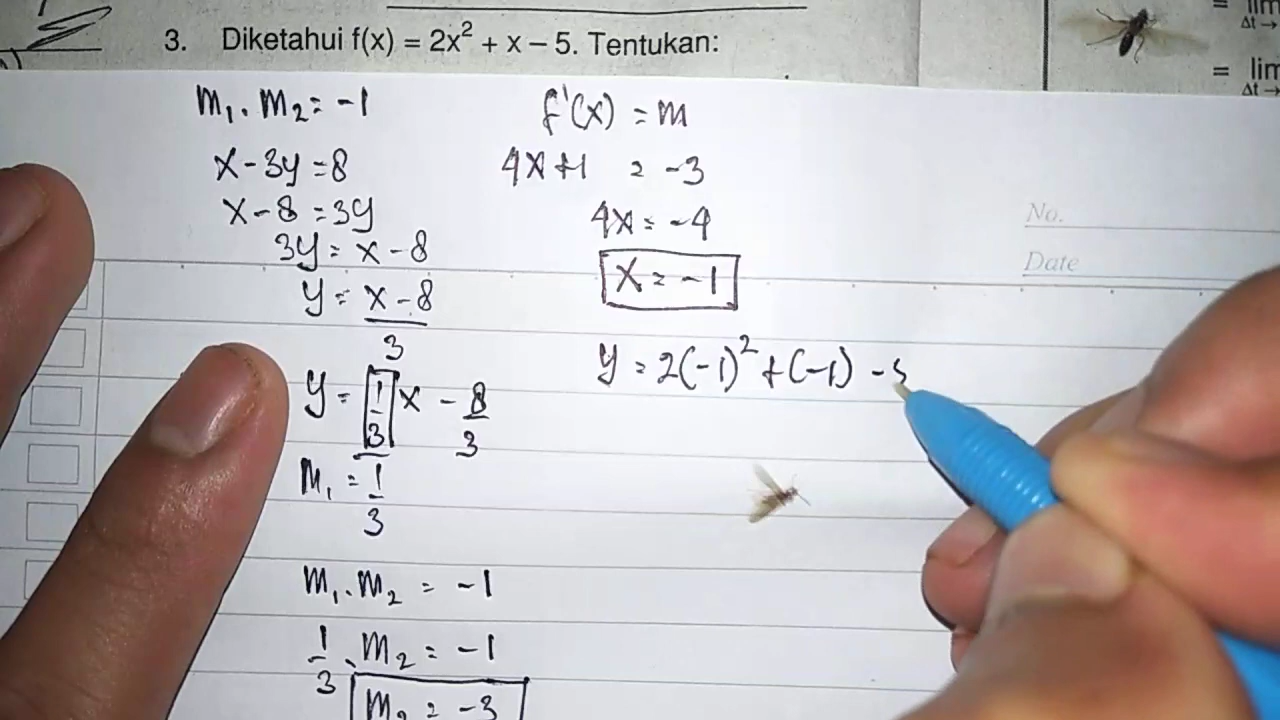 3. Diketahui f(x) = 2x² + x – 5. Tentukan:
= lim
Δt →
= lim
Δt →
m₁ . m₂ = -1
x - 3y = 8
x - 8 = 3y
3y = x - 8
y = x - 8 / 3
y = 1/3 x - 8/3
m₁ = 1/3
m₁ . m₂ = -1
1/3 . m₂ = -1
m₂ = -3
f'(x) = m
4x + 1 = -3
4x = -4
x = -1
y = 2(-1)² + (-1) - 5
No.
Date